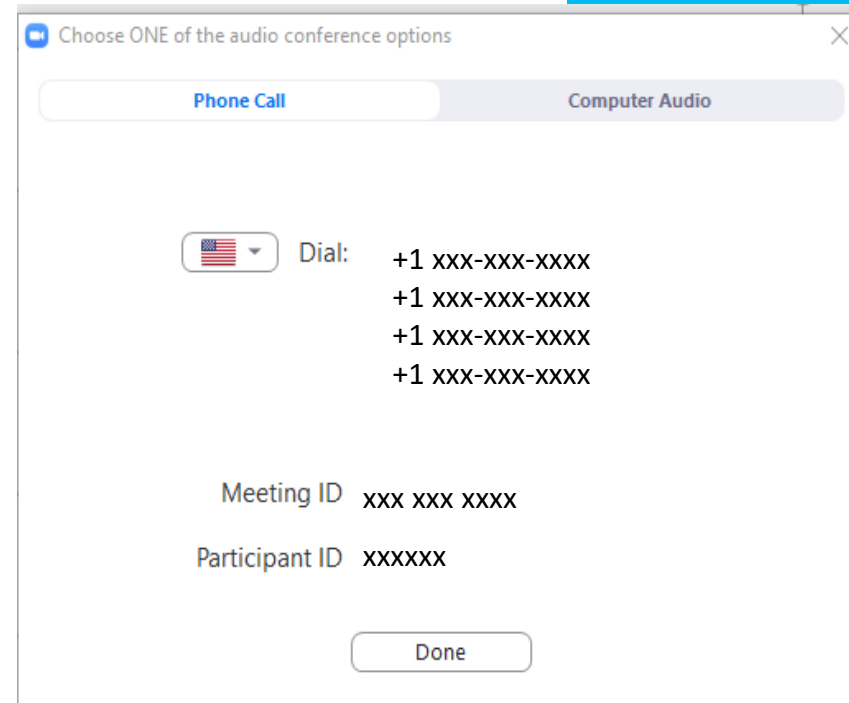 Choose ONE of the audio conference options
Phone Call Computer Audio
Dial: +1 xxx-xxx-xxxx
+1 xxx-xxx-xxxx
+1 xxx-xxx-xxxx
+1 xxx-xxx-xxxx
Meeting ID xxx xxx xxxx
Participant ID xxxxxx
Done